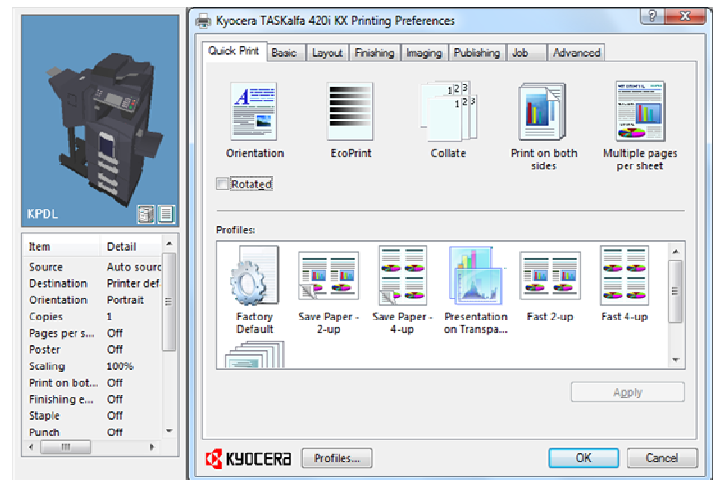 Kyocera TASKalfa 420i KX Printing Preferences
Quick Print Basic Layout Finishing Imaging Publishing Job Advanced
Orientation
EcoPrint
Collate
Print on both
sides
Multiple pages
per sheet
Rotated
Profiles:
Factory
Default
Save Paper -
2-up
Save Paper -
4-up
Presentation
on Transpa...
Fast 2-up
Fast 4-up
Apply
KYOCERA Profiles... OK Cancel
KPDL
Item Detail
Source Auto sourc
Destination Printer def
Orientation Portrait
Copies 1
Pages per s... Off
Poster Off
Scaling 100%
Print on bot... Off
Finishing e... Off
Staple Off
Punch Off